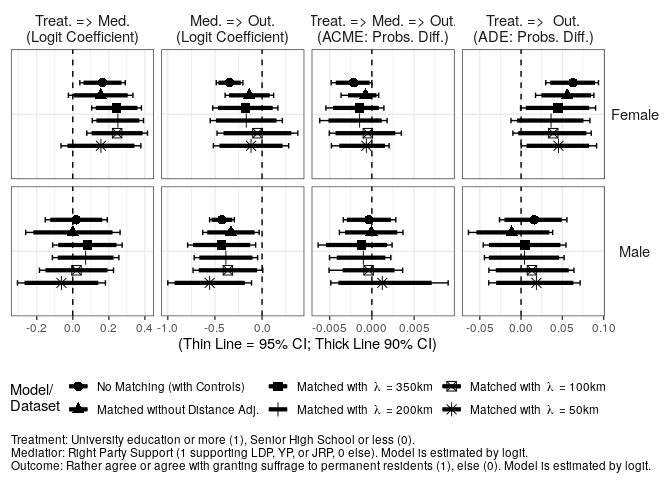 Treat. => Med. Med. => Out. Treat. => Med. => Out. Treat. => Out.
(Logit Coefficient) (Logit Coefficient) (ACME: Probs. Diff.) (ADE: Probs. Diff.)
Female
Male
-0.2 0.0 0.2 0.4 -1.0 -0.5 0.0 -0.005 0.000 0.005 -0.05 0.00 0.05 0.10
(Thin Line = 95% CI; Thick Line 90% CI)
Model/
Dataset
No Matching (with Controls) Matched with λ = 350km Matched with λ = 100km
Matched without Distance Adj. Matched with λ = 200km Matched with λ = 50km
Treatment: University education or more (1), Senior High School or less (0).
Mediatior: Right Party Support (1 supporting LDP, YP, or JRP, 0 else). Model is estimated by logit.
Outcome: Rather agree or agree with granting suffrage to permanent residents (1), else (0). Model is estimated by logit.